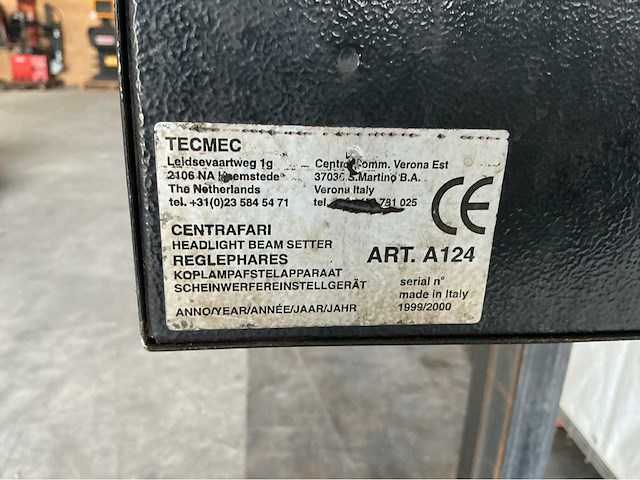 TECMEC
Leidsevaartweg 1g
2106 NA
The Netherlands
tel. +31(0)23 584 54 71
Comm. Verona Est
S.Martino B.A.
Verona Italy
tel. 781 025
CE
CENTRAFARI
HEADLIGHT BEAM SETTER
REGLEPHARES
KOPLAMPAFSTELAPPARAAT
SCHEINWERFEREINSTELLGERÄT
ANNO/YEAR/ANNÉE/JAAR/JAHR
ART. A124
serial n°
made in Italy
1999/2000